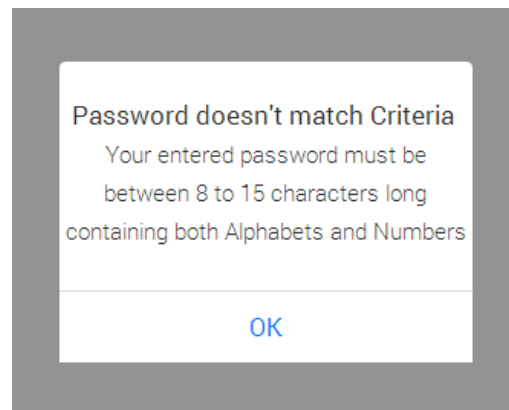 Password doesn't match Criteria
Your entered password must be
between 8 to 15 characters long
containing both Alphabets and Numbers
OK